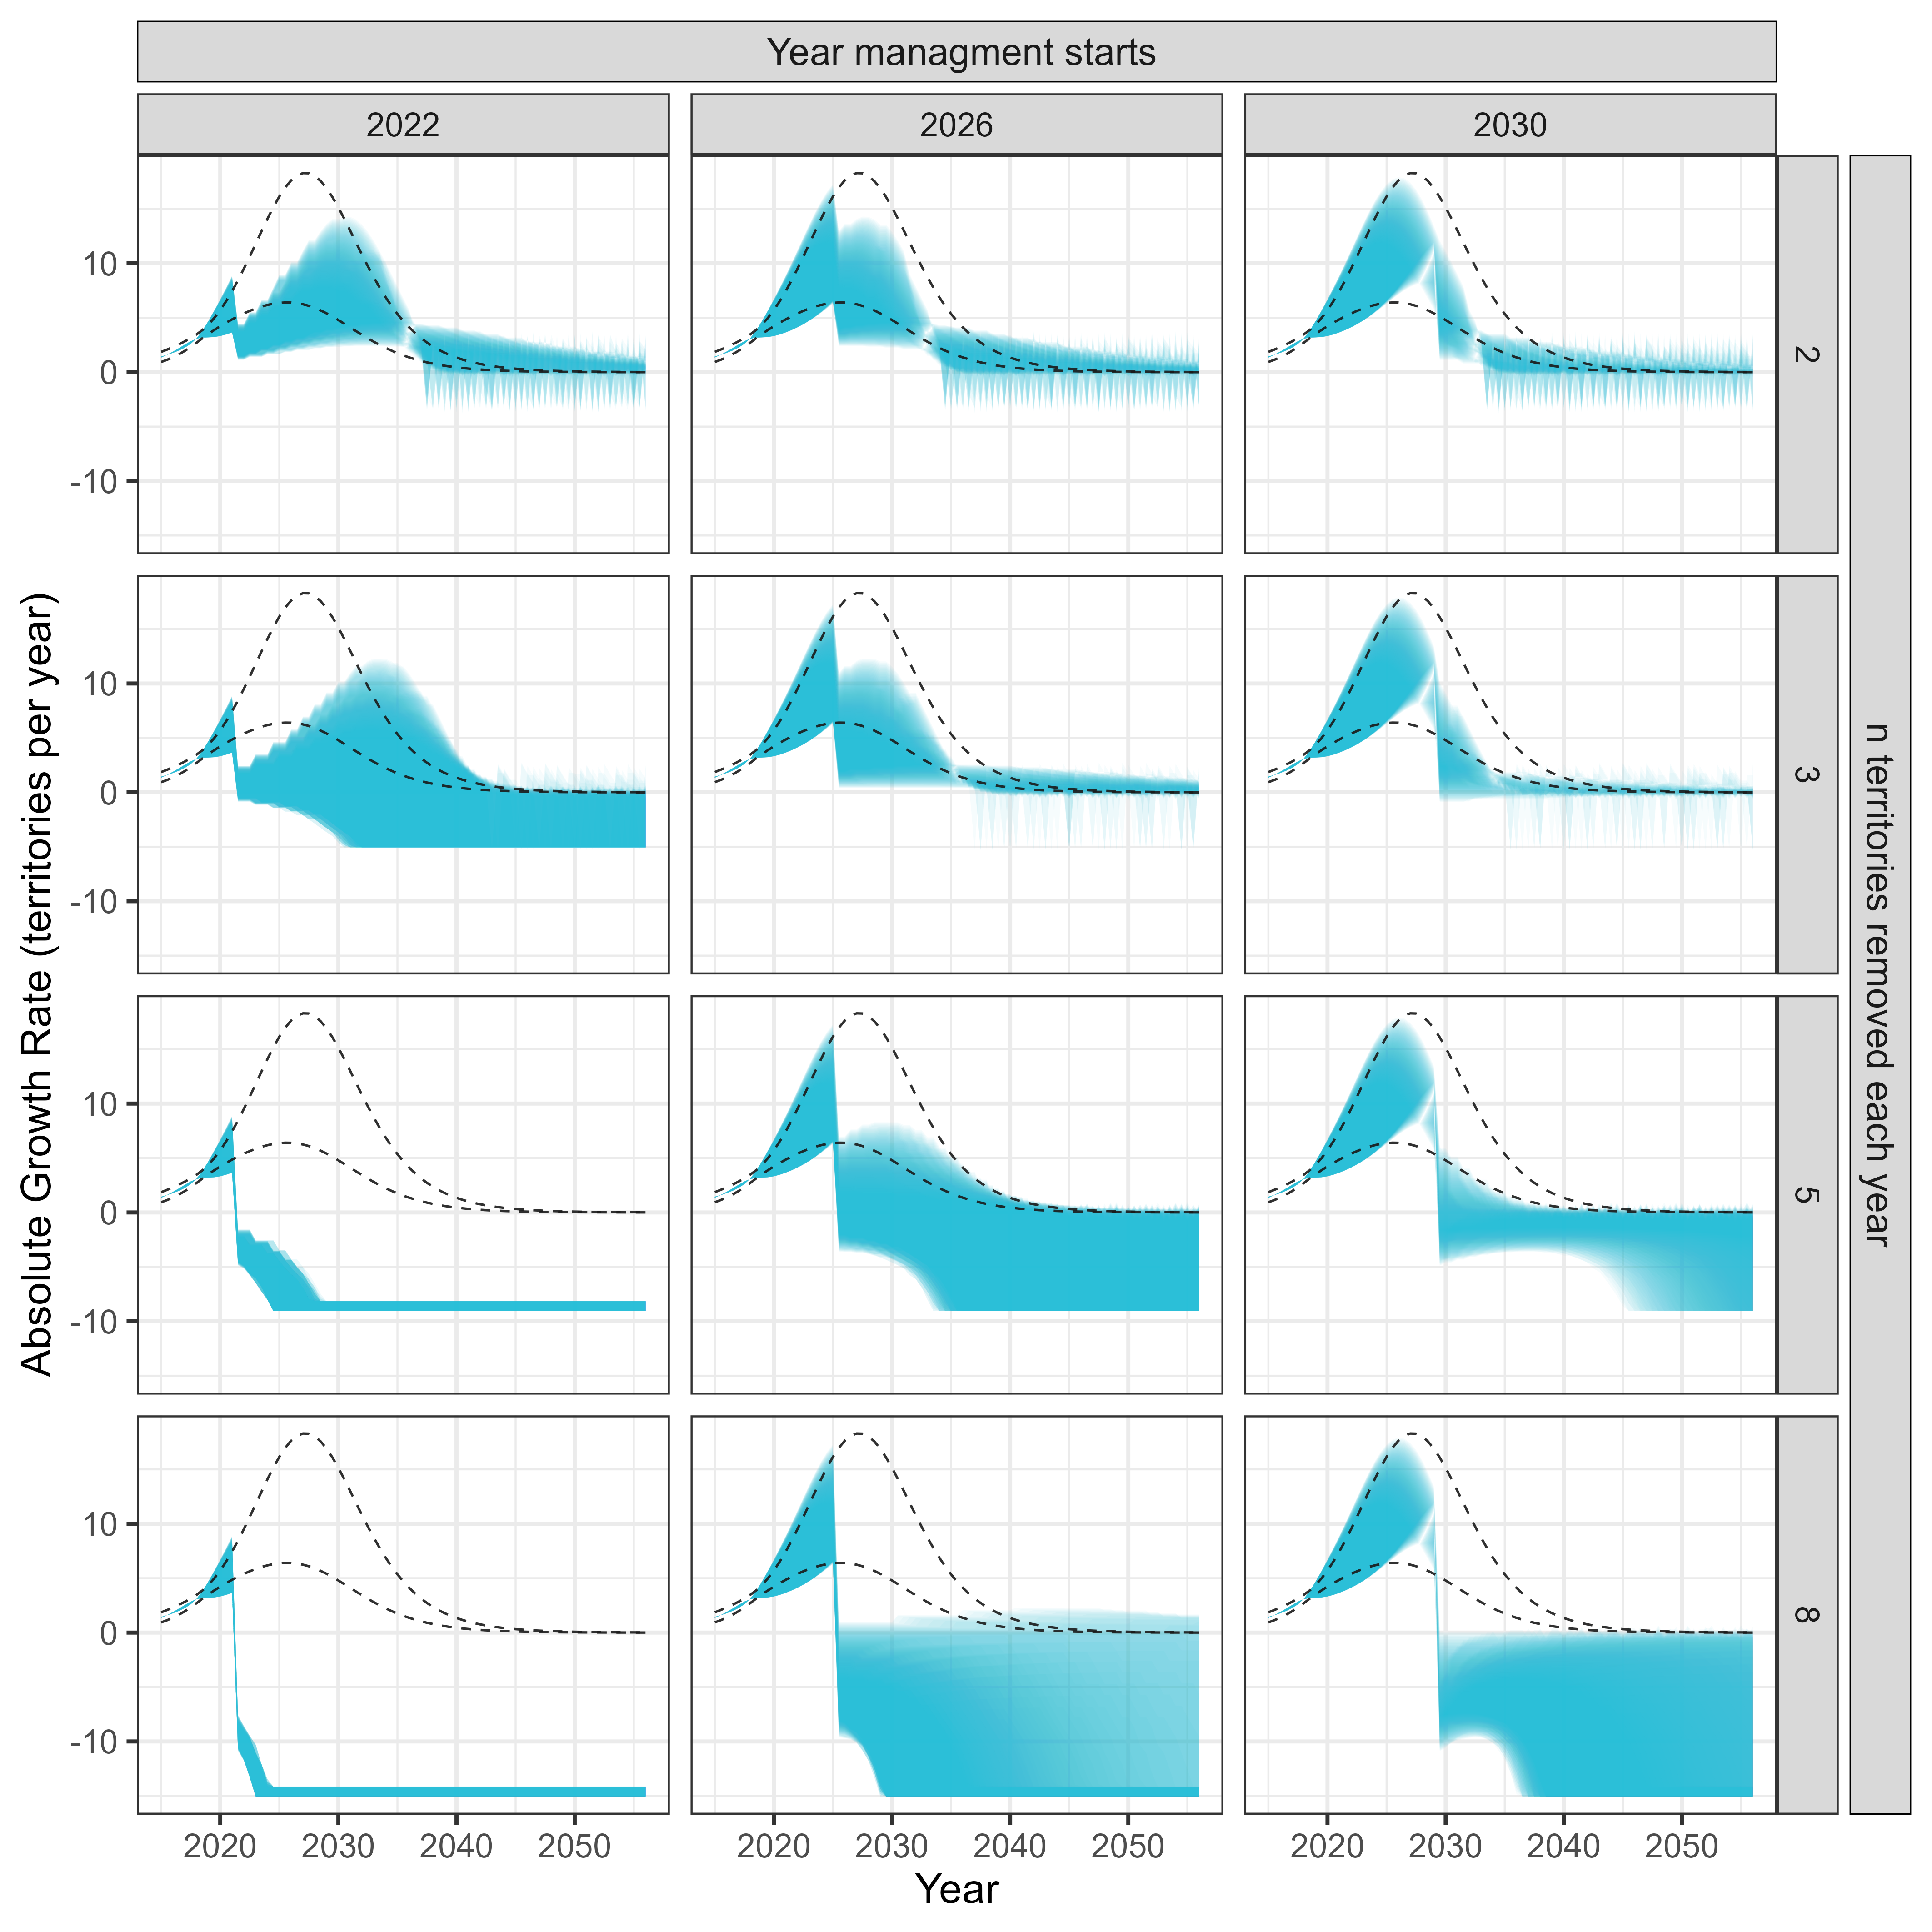 Year managment starts
2022 2026 2030
Absolute Growth Rate (territories per year)
10
0
-10
2
10
0
-10
3
10
0
-10
5
10
0
-10
8
n territories removed each year
2020 2030 2040 2050 2020 2030 2040 2050 2020 2030 2040 2050
Year